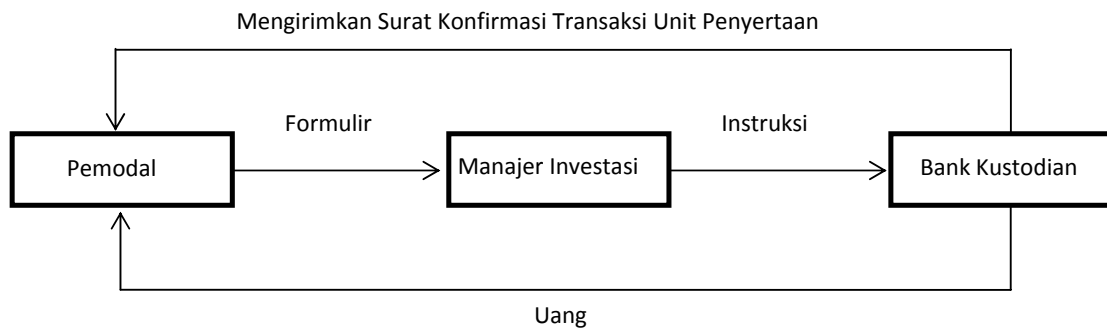 Mengirimkan Surat Konfirmasi Transaksi Unit Penyertaan
Formulir
Instruksi
Pemodal
Manajer Investasi
Bank Kustodian
Uang